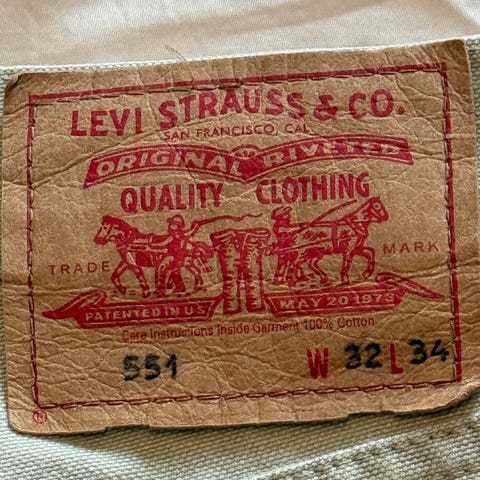 LEVI STRAUSS & CO.
SAN FRANCISCO, CAL.
ORIGINAL RIVETED
QUALITY CLOTHING
TRADE MARK
PATENTED IN US MAY 20 1873
Care Instructions Inside Garment 100% Cotton
551 W 32 L 34
®